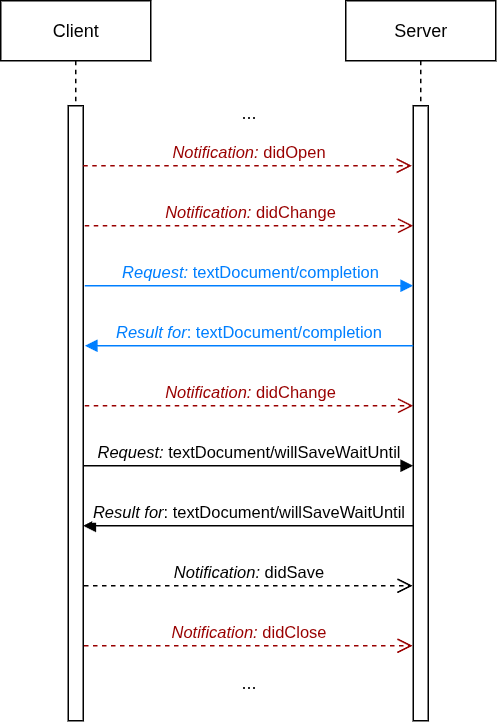 Client
Server
...
Notification: didOpen
Notification: didChange
Request: textDocument/completion
Result for: textDocument/completion
Notification: didChange
Request: textDocument/willSaveWaitUntil
Result for: textDocument/willSaveWaitUntil
Notification: didSave
Notification: didClose
...